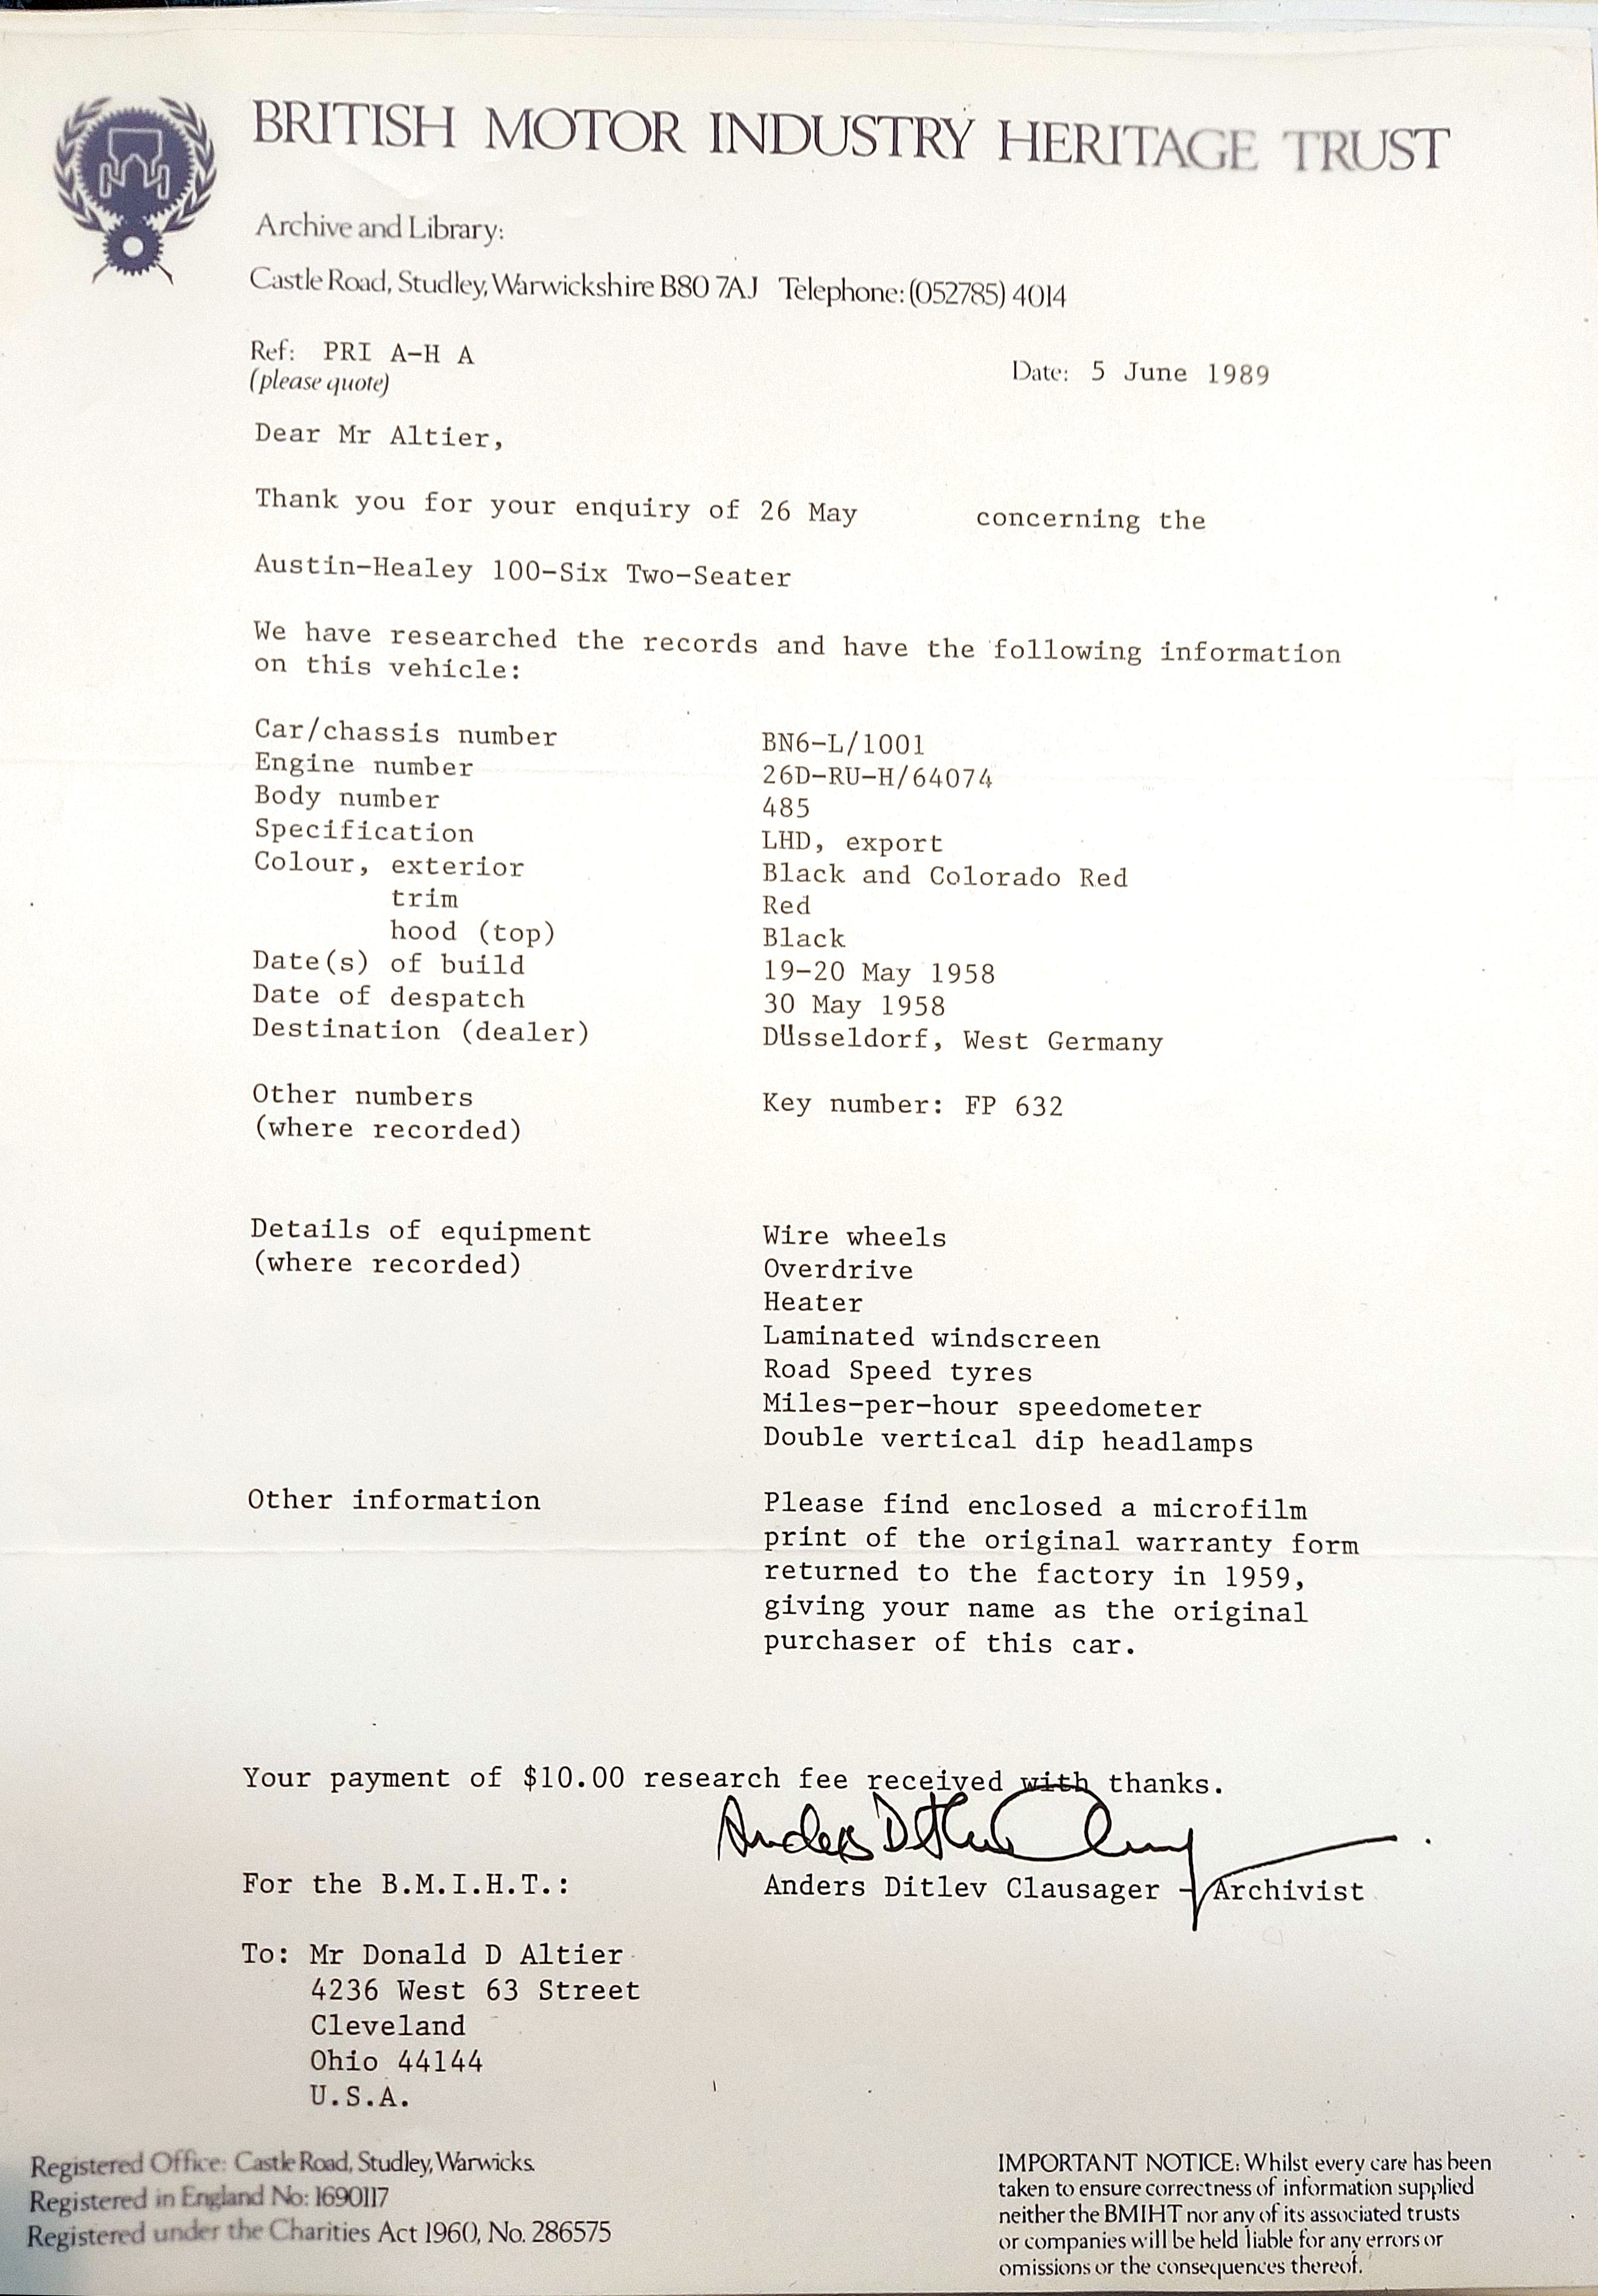 BRITISH MOTOR INDUSTRY HERITAGE TRUST
Archive and Library:
Castle Road, Studley, Warwickshire B80 7AJ Telephone: (052785) 4014
Ref: PRI A-H A
(please quote)
Date: 5 June 1989
Dear Mr Altier,
Thank you for your enquiry of 26 May concerning the
Austin-Healey 100-Six Two-Seater
We have researched the records and have the following information
on this vehicle:
Car/chassis number BN6-L/1001
Engine number 26D-RU-H/64074
Body number 485
Specification LHD, export
Colour, exterior Black and Colorado Red
trim Red
hood (top) Black
Date(s) of build 19-20 May 1958
Date of despatch 30 May 1958
Destination (dealer) Düsseldorf, West Germany
Other numbers Key number: FP 632
(where recorded)
Details of equipment Wire wheels
(where recorded) Overdrive
Heater
Laminated windscreen
Road Speed tyres
Miles-per-hour speedometer
Double vertical dip headlamps
Other information Please find enclosed a microfilm
print of the original warranty form
returned to the factory in 1959,
giving your name as the original
purchaser of this car.
Your payment of $10.00 research fee received with thanks.
Anders Ditlev Clausager
For the B.M.I.H.T.: Anders Ditlev Clausager - Archivist
To: Mr Donald D Altier
4236 West 63 Street
Cleveland
Ohio 44144
U.S.A.
Registered Office: Castle Road, Studley, Warwicks.
Registered in England No: 1690117
Registered under the Charities Act 1960, No. 286575
IMPORTANT NOTICE: Whilst every care has been
taken to ensure correctness of information supplied
neither the BMIHT nor any of its associated trusts
or companies will be held liable for any errors or
omissions or the consequences thereof.